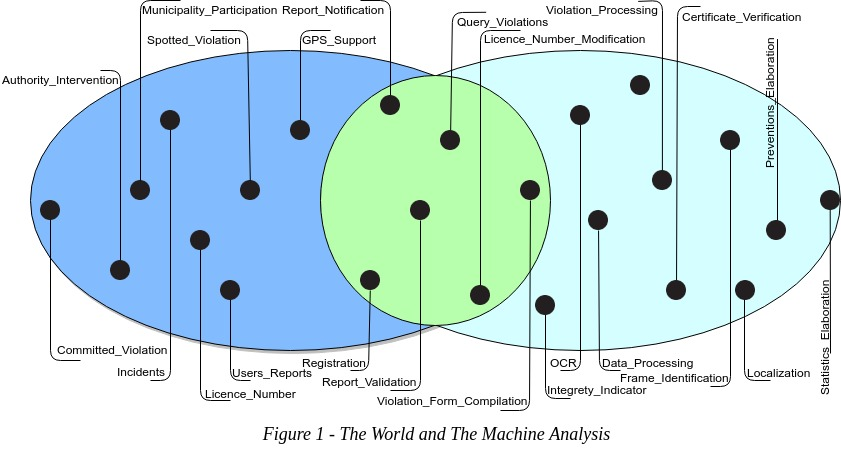 Municipality_Participation
Report_Notification
Query_Violations
Violation_Processing
Certificate_Verification
Spotted_Violation
GPS_Support
Licence_Number_Modification
Authority_Intervention
Preventions_Elaboration
Committed_Violation
Incidents
Users_Reports
Licence_Number
Registration
Report_Validation
Violation_Form_Compilation
OCR
Data_Processing
Frame_Identification
Integrety_Indicator
Localization
Statistics_Elaboration
Figure 1 - The World and The Machine Analysis